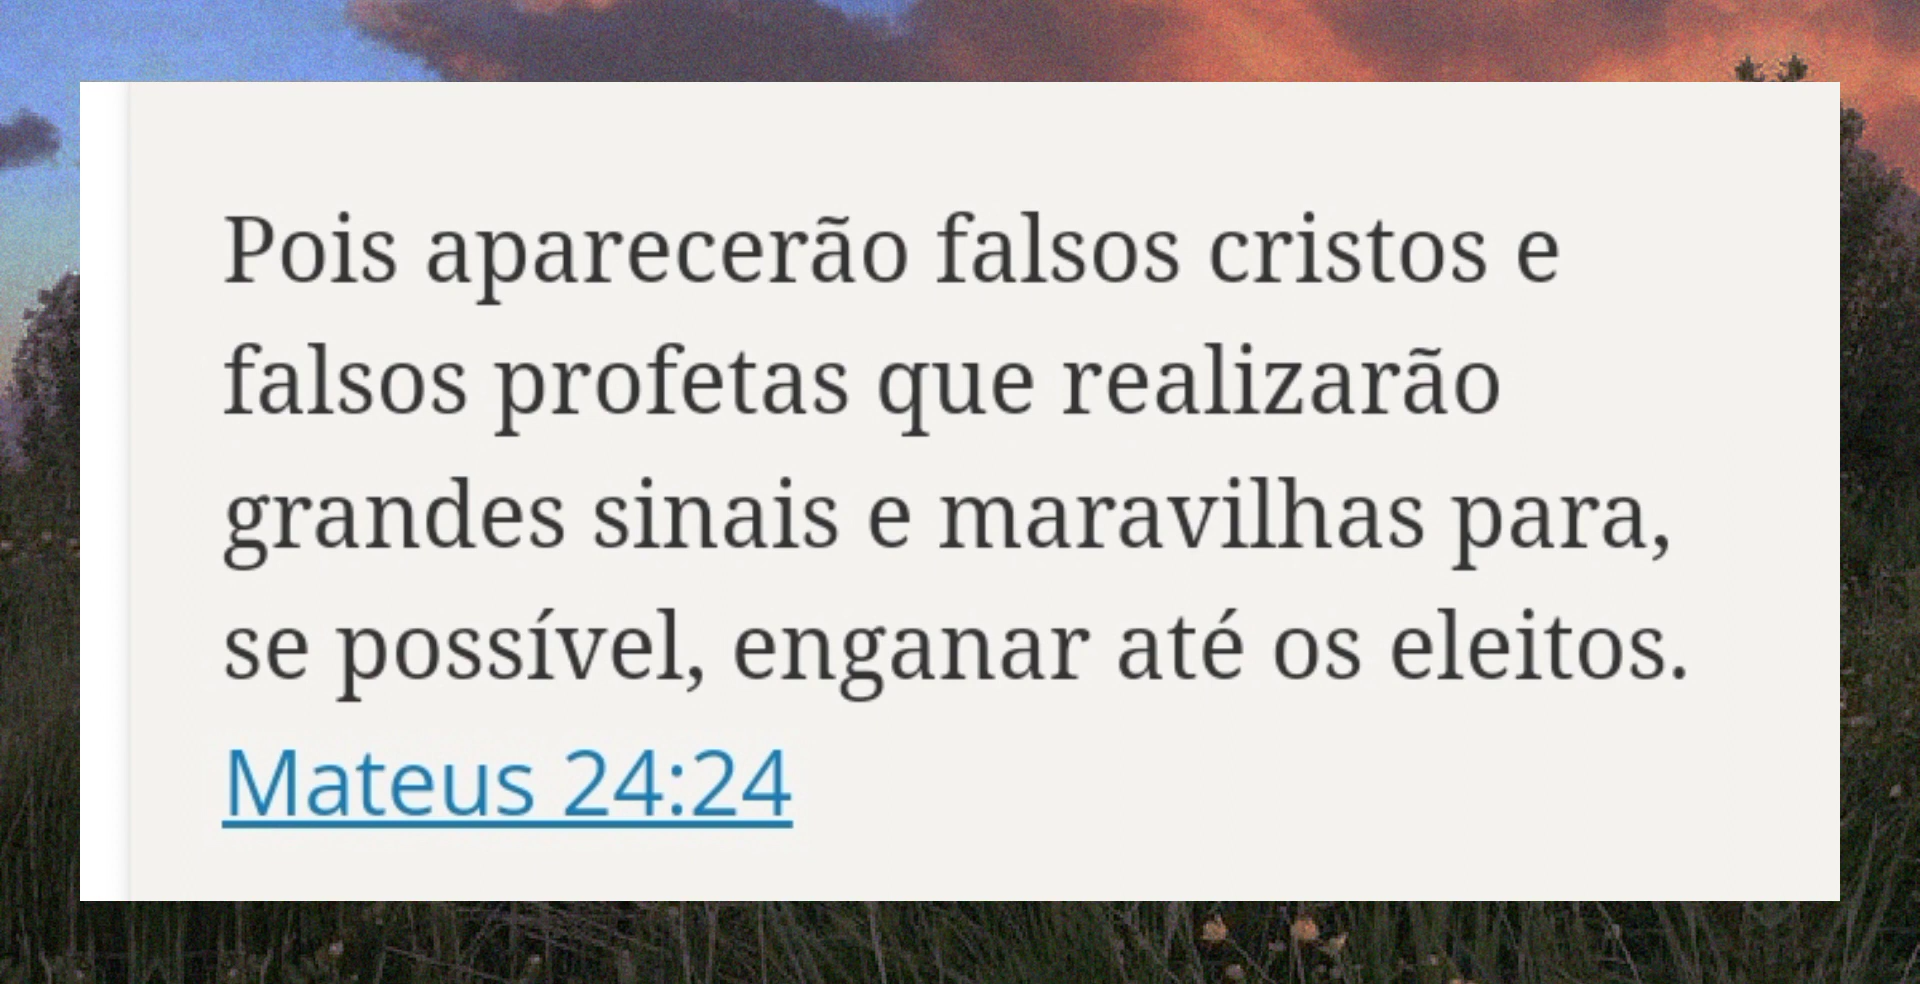 Pois aparecerão falsos cristos e
falsos profetas que realizarão
grandes sinais e maravilhas para,
se possível, enganar até os eleitos.
Mateus 24:24